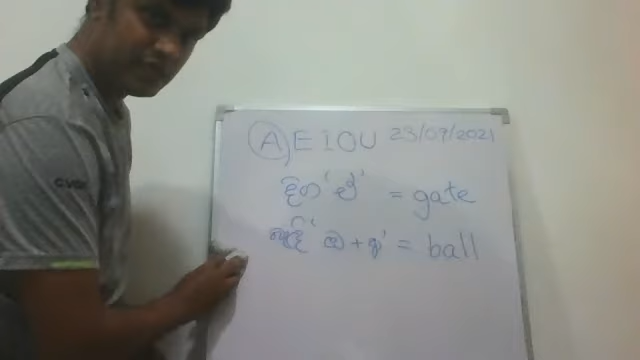 A E I O U 23/09/2021
දිග ' ඒ ' = gate
= ball